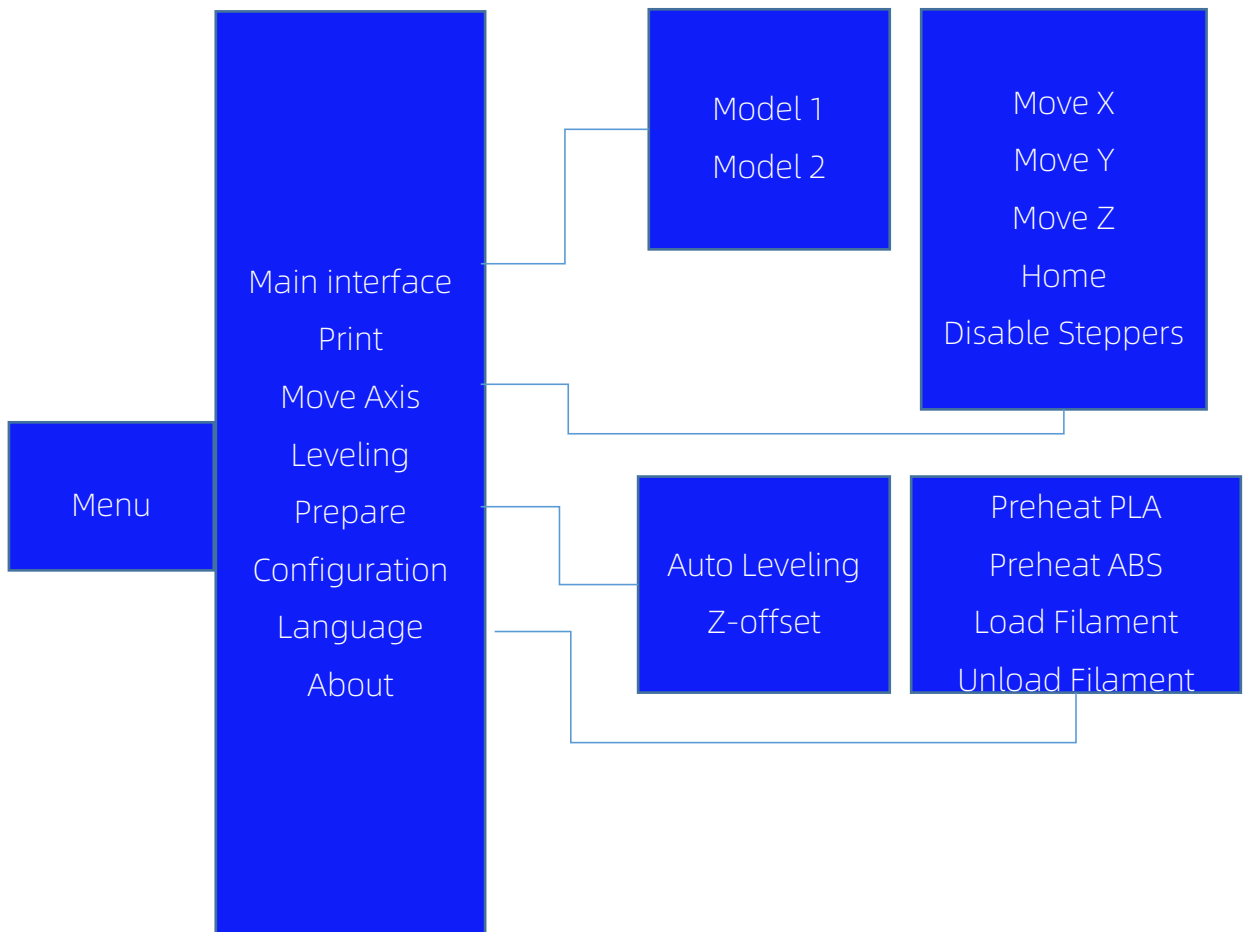 Menu
Main interface
Print
Move Axis
Leveling
Prepare
Configuration
Language
About
Model 1
Model 2
Move X
Move Y
Move Z
Home
Disable Steppers
Auto Leveling
Z-offset
Preheat PLA
Preheat ABS
Load Filament
Unload Filament